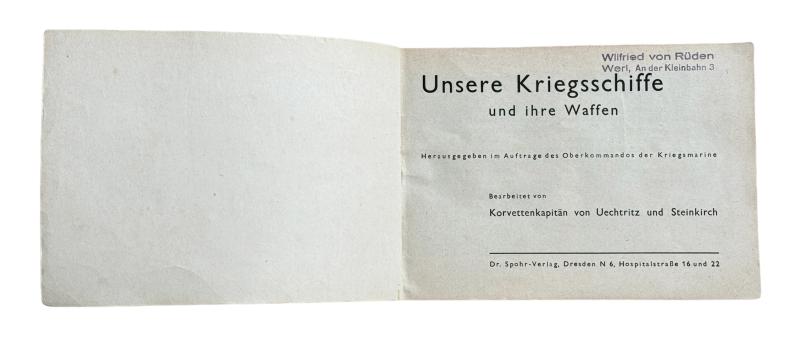 Wilfried von Rüden
Werl, An der Kleinbahn 3
Unsere Kriegsschiffe
und ihre Waffen
Herausgegeben im Auftrage des Oberkommandos der Kriegsmarine
Bearbeitet von
Korvettenkapitän von Uechtritz und Steinkirch
Dr. Spohr-Verlag, Dresden N 6, Hospitalstraße 16 und 22